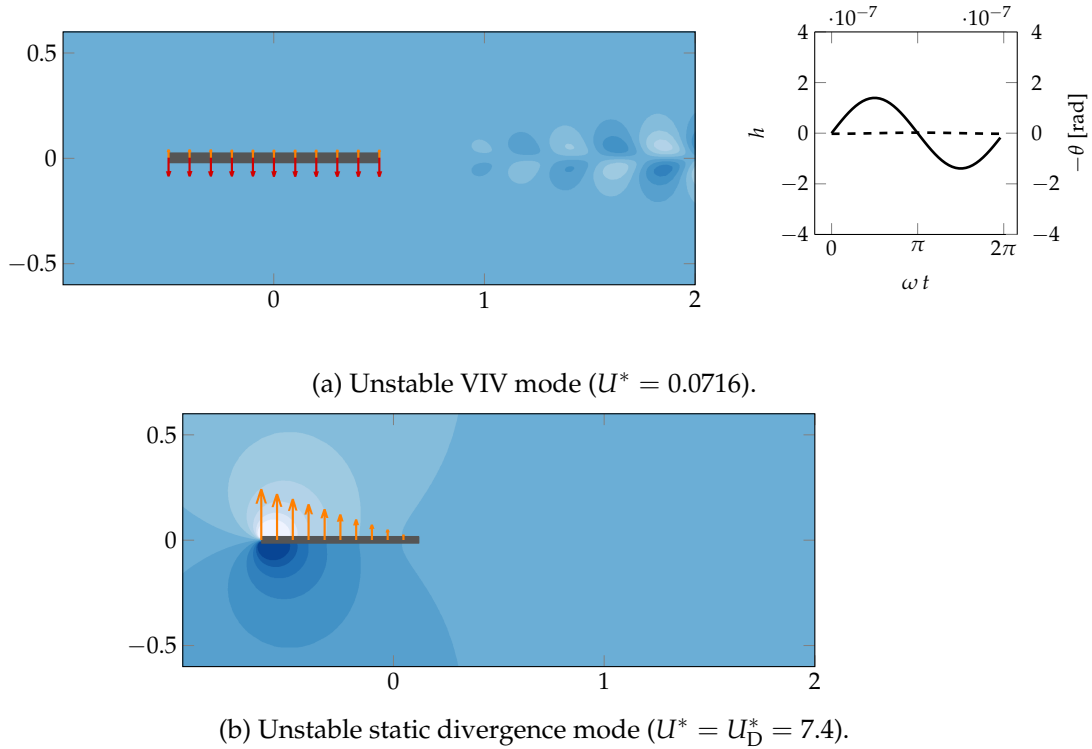 ·10⁻⁷ ·10⁻⁷
0.5
0
−0.5
0 1 2
4
2
0
−2
−4
h
4
2
0
−2
−4
−θ [rad]
0 π 2π
ω t
(a) Unstable VIV mode (U* = 0.0716).
0.5
0
−0.5
0 1 2
(b) Unstable static divergence mode (U* = U*_D = 7.4).